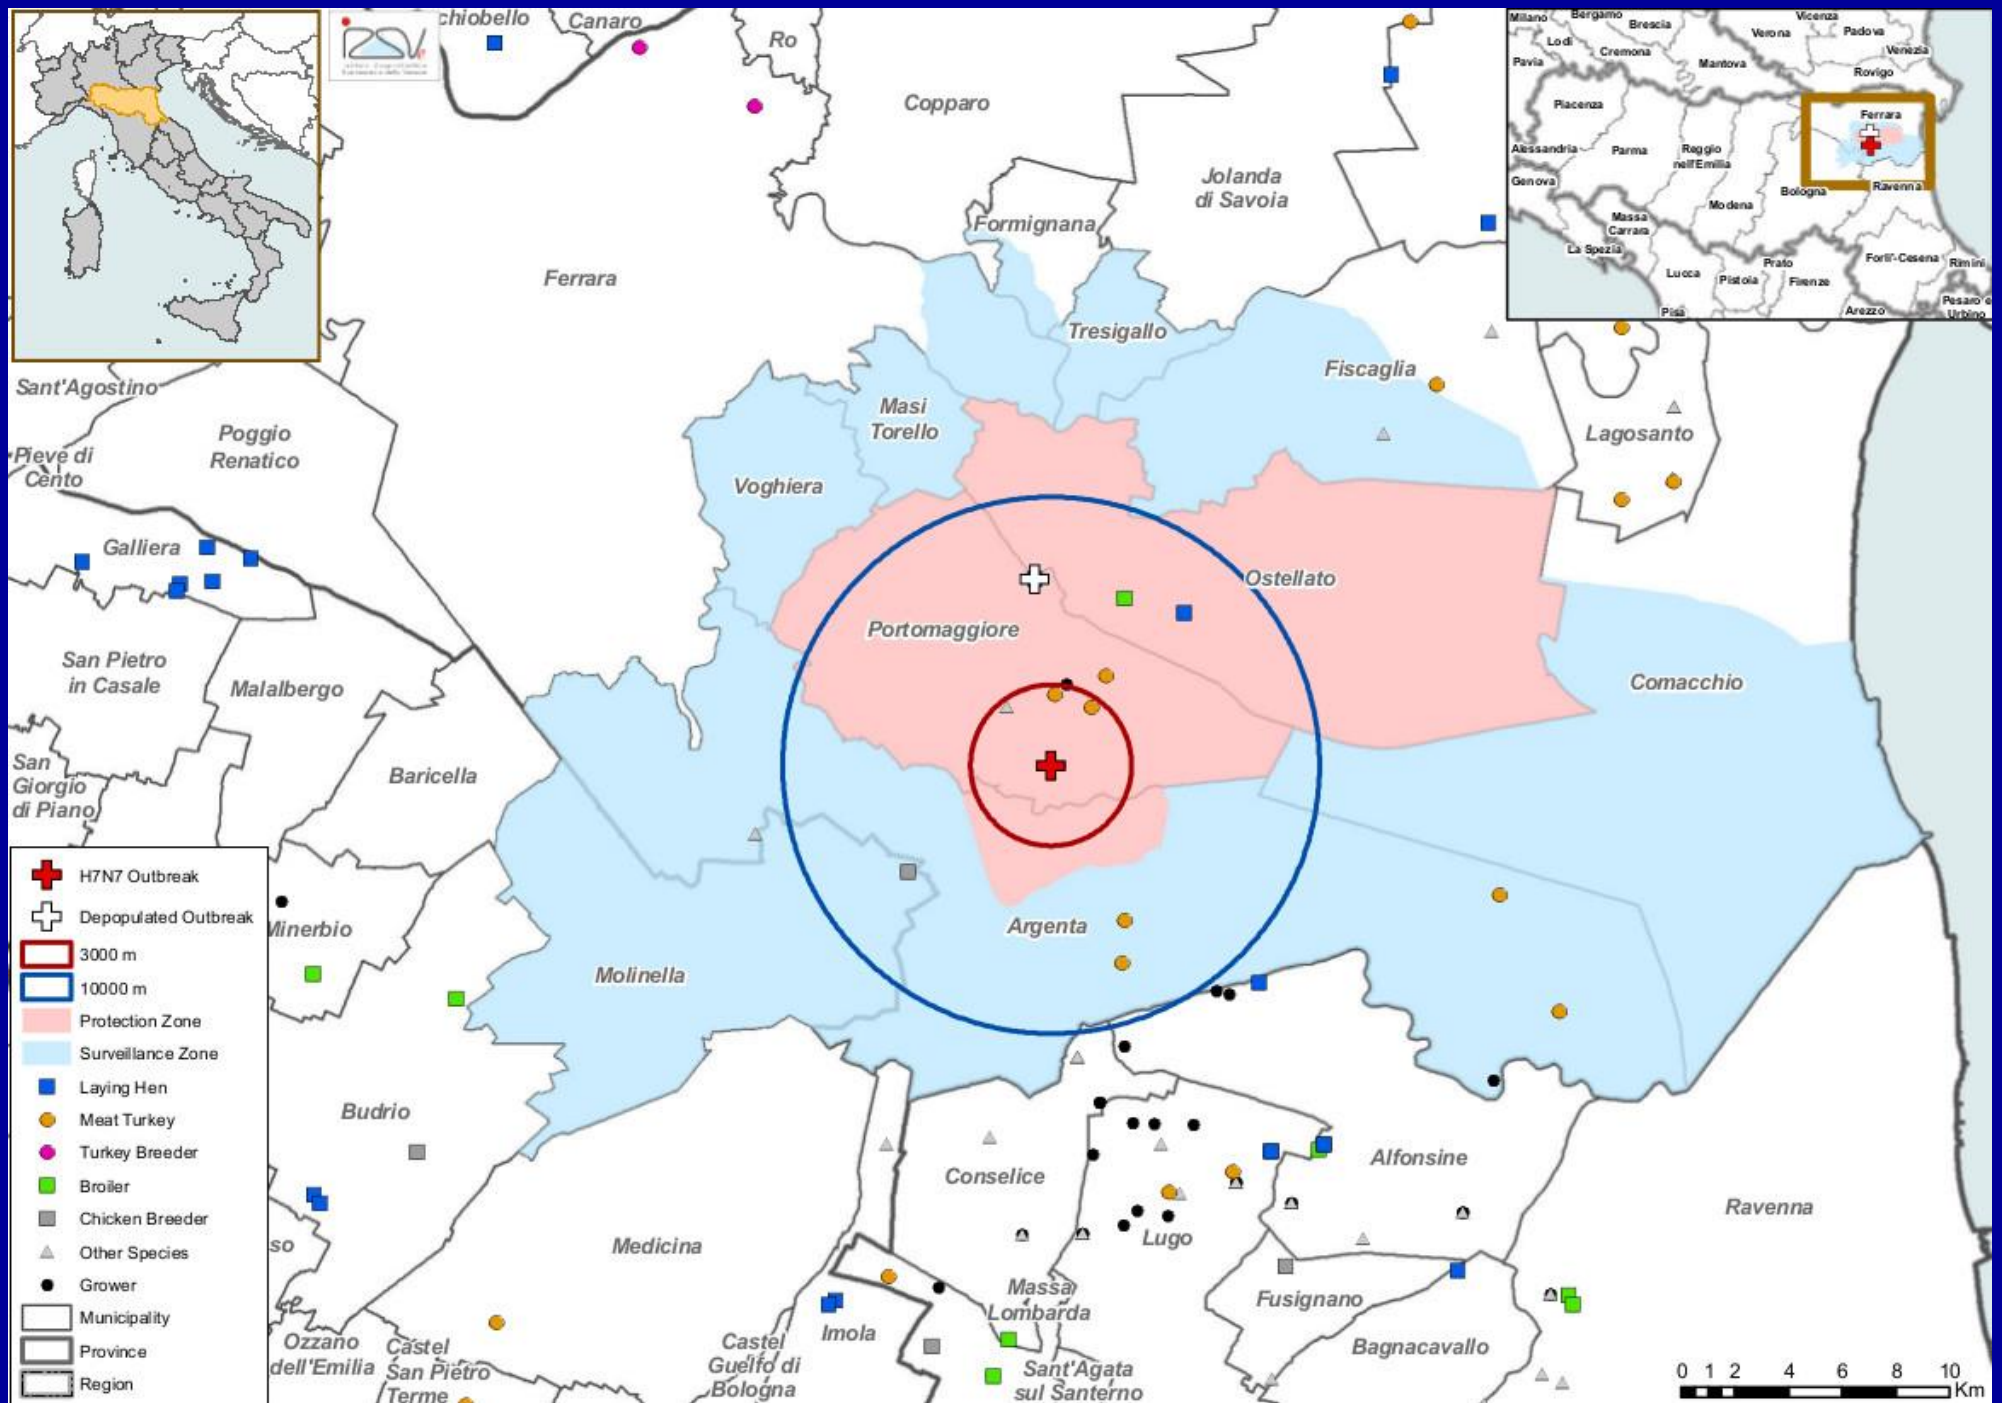 chiobello
Canaro
Ro
Copparo
Jolanda
di Savoia
Formignana
Ferrara
Tresigallo
Fiscaglia
Masi
Torello
Voghiera
Lagosanto
Sant'Agostino
Poggio
Renatico
Pieve di
Cento
Galliera
Ostellato
Portomaggiore
San Pietro
in Casale
Malalbergo
Comacchio
San
Giorgio
di Piano
Baricella
Minerbio
Argenta
Molinella
Budrio
Conselice
Alfonsine
Ravenna
so
Medicina
Lugo
Massa
Lombarda
Fusignano
Imola
Castel
Guelfo di
Bologna
Ozzano
dell'Emilia
Castel
San Pietro
Terme
Sant'Agata
sul Santerno
Bagnacavallo
Milano
Bergamo
Brescia
Vicenza
Verona
Padova
Lodi
Cremona
Venezia
Pavia
Mantova
Rovigo
Piacenza
Ferrara
Alessandria
Parma
Reggio
nell'Emilia
Genova
Bologna
Ravenna
Modena
Massa
Carrara
La Spezia
Forli'-Cesena
Rimini
Lucca
Prato
Pistoia
Firenze
Pisa
Arezzo
Pesaro e
Urbino
H7N7 Outbreak
Depopulated Outbreak
3000 m
10000 m
Protection Zone
Surveillance Zone
Laying Hen
Meat Turkey
Turkey Breeder
Broiler
Chicken Breeder
Other Species
Grower
Municipality
Province
Region
0 1 2 4 6 8 10
Km